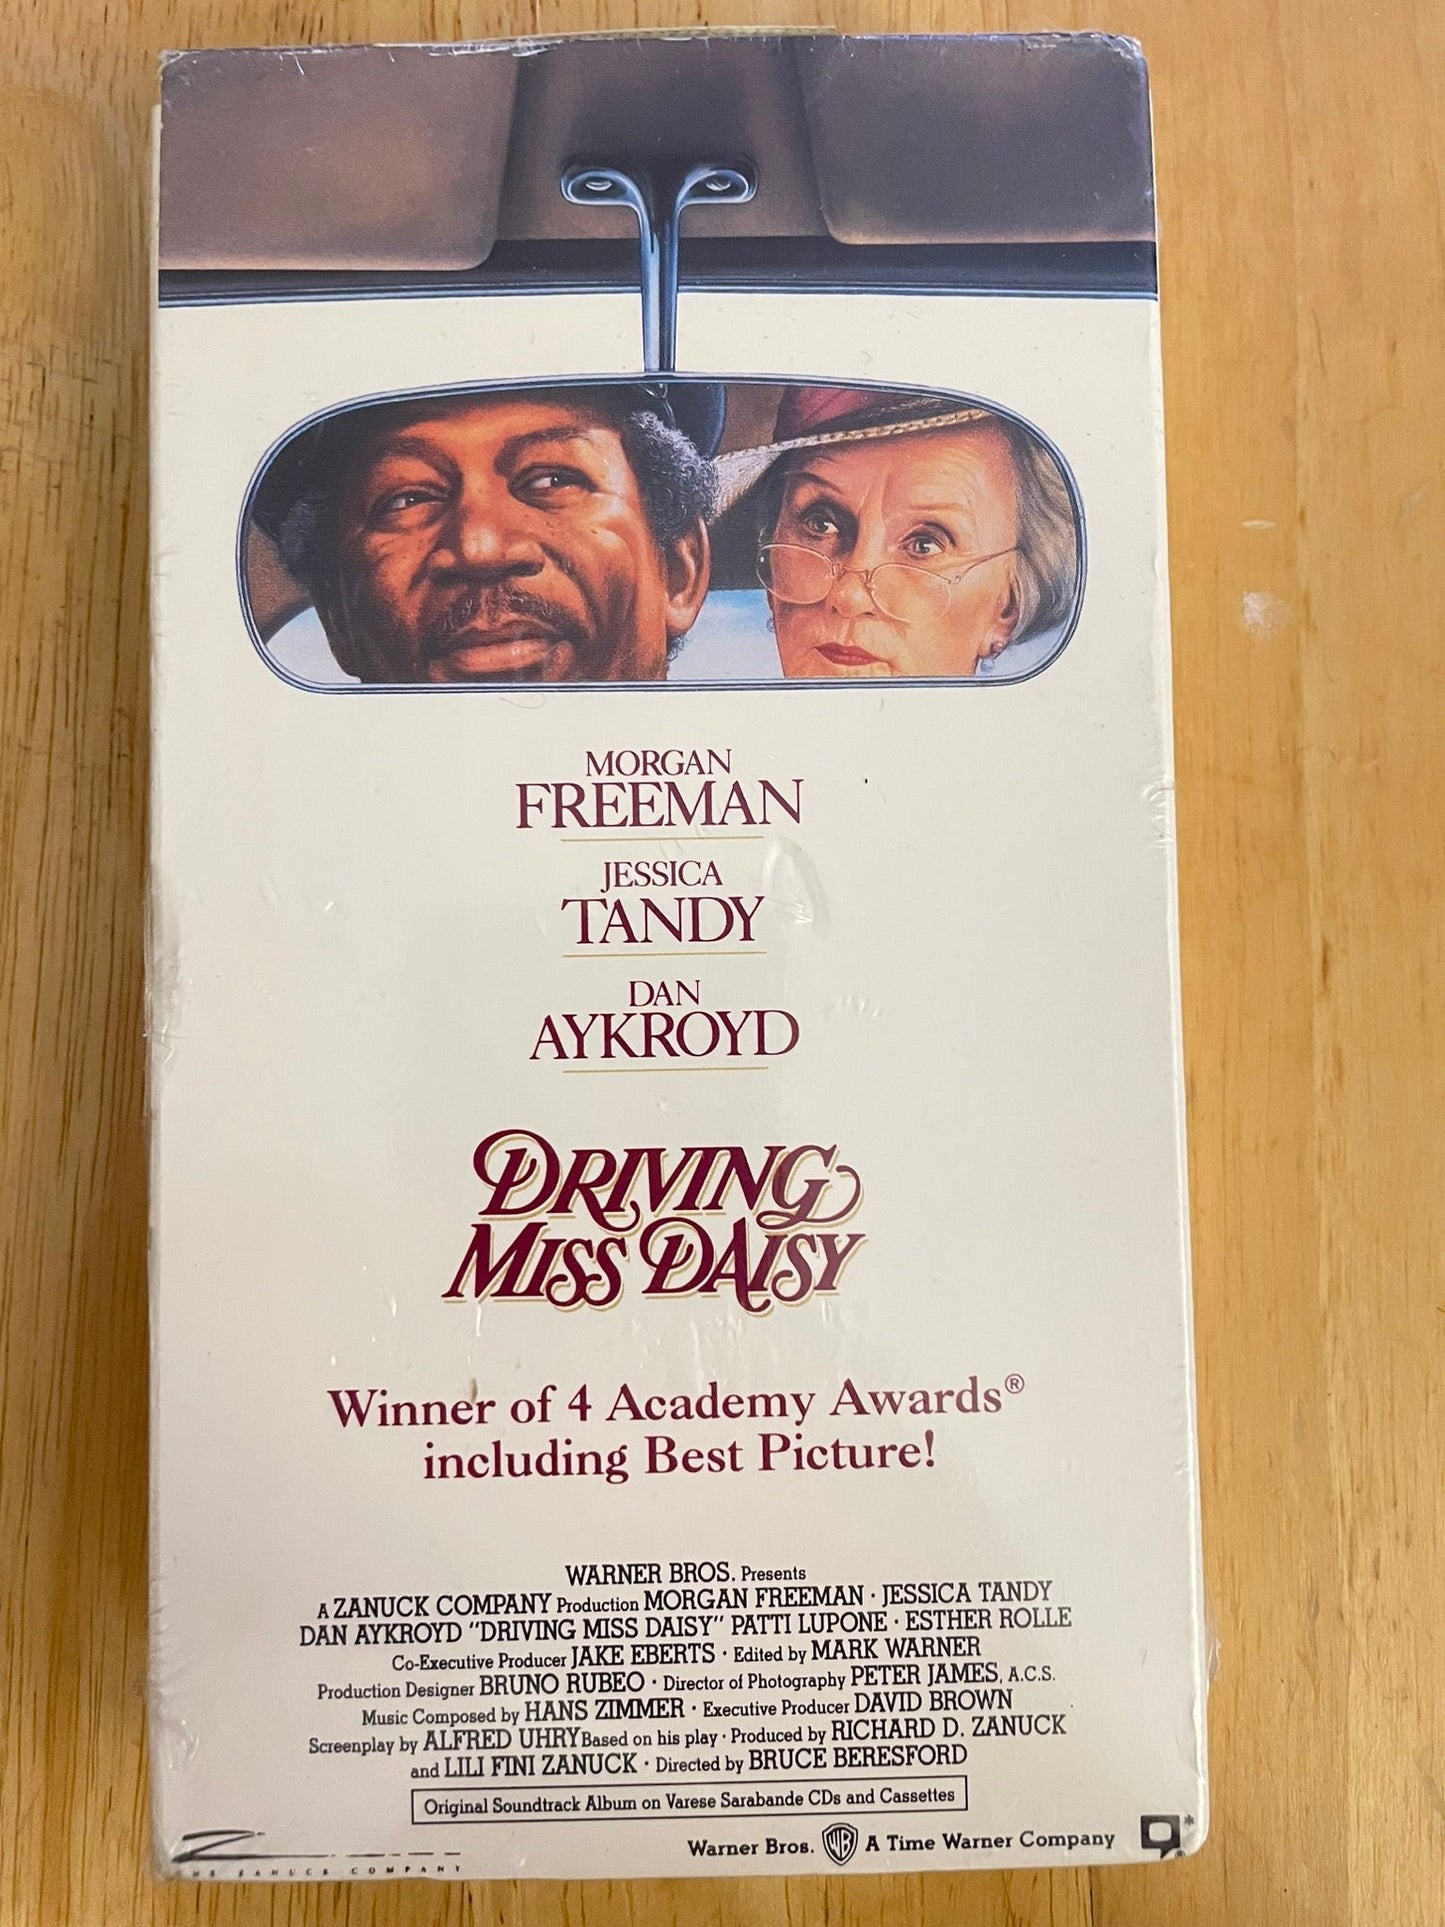 MORGAN
FREEMAN
JESSICA
TANDY
DAN
AYKROYD
DRIVING
MISS DAISY
Winner of 4 Academy Awards®
including Best Picture!
WARNER BROS. Presents
A ZANUCK COMPANY Production MORGAN FREEMAN · JESSICA TANDY
DAN AYKROYD "DRIVING MISS DAISY" PATTI LUPONE · ESTHER ROLLE
Co-Executive Producer JAKE EBERTS · Edited by MARK WARNER
Production Designer BRUNO RUBEO · Director of Photography PETER JAMES, A.C.S.
Music Composed by HANS ZIMMER · Executive Producer DAVID BROWN
Screenplay by ALFRED UHRY Based on his play · Produced by RICHARD D. ZANUCK
and LILI FINI ZANUCK · Directed by BRUCE BERESFORD
Original Soundtrack Album on Varese Sarabande CDs and Cassettes
Warner Bros. WB A Time Warner Company ®*
Z
THE ZANUCK COMPANY